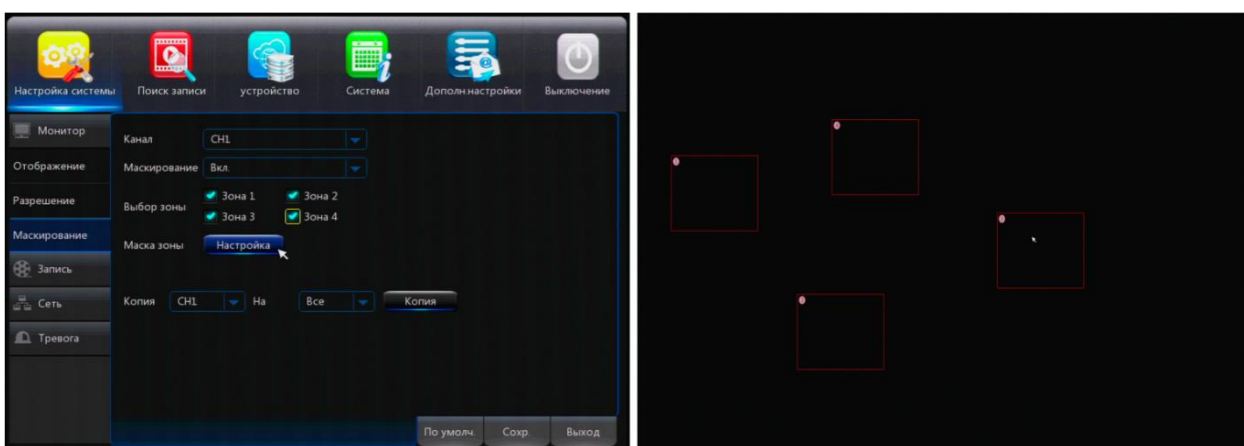 Настройка системы Поиск записи устройство Система Дополн.настройки Выключение
Монитор
Отображение
Разрешение
Маскирование
Запись
Сеть
Тревога
Канал CH1
Маскирование Вкл.
Выбор зоны Зона 1 Зона 2
Зона 3 Зона 4
Маска зоны Настройка
Копия CH1 На Все Копия
По умолч. Сохр. Выход